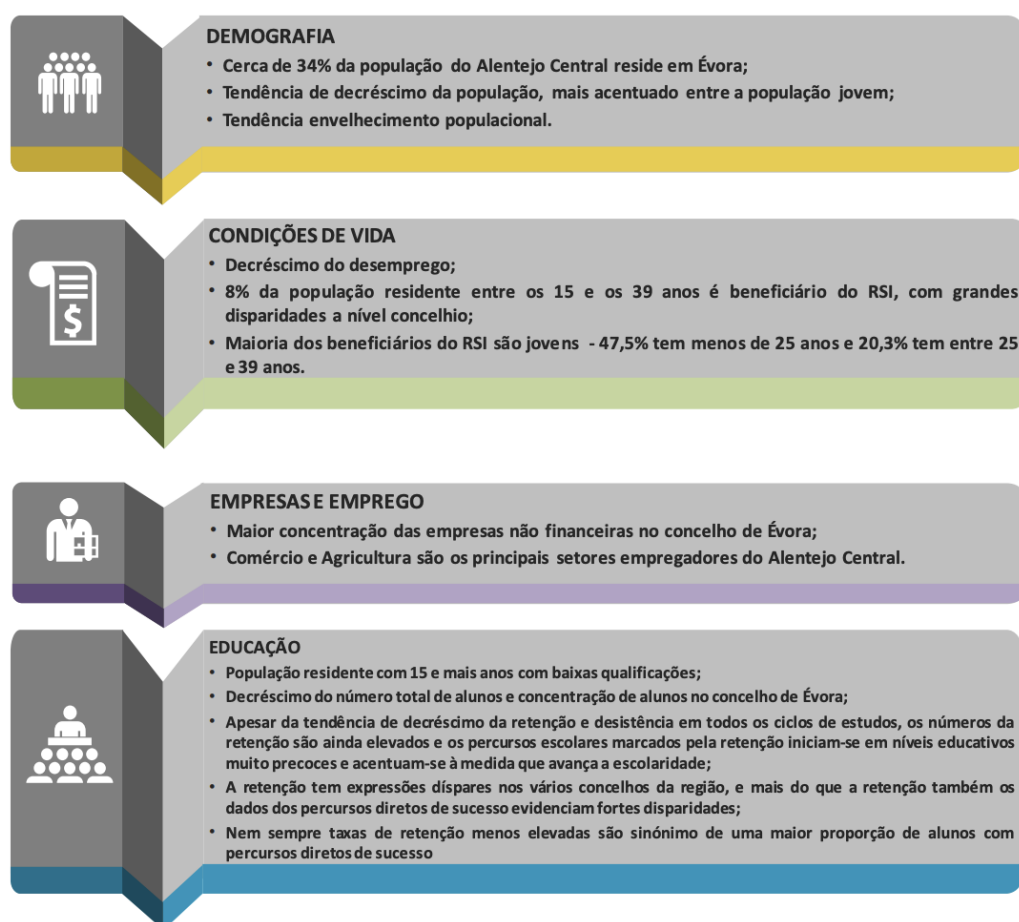 DEMOGRAFIA
• Cerca de 34% da população do Alentejo Central reside em Évora;
• Tendência de decréscimo da população, mais acentuado entre a população jovem;
• Tendência envelhecimento populacional.
CONDIÇÕES DE VIDA
• Decréscimo do desemprego;
• 8% da população residente entre os 15 e os 39 anos é beneficiário do RSI, com grandes
disparidades a nível concelhio;
• Maioria dos beneficiários do RSI são jovens - 47,5% tem menos de 25 anos e 20,3% tem entre 25
e 39 anos.
$
EMPRESAS E EMPREGO
• Maior concentração das empresas não financeiras no concelho de Évora;
• Comércio e Agricultura são os principais setores empregadores do Alentejo Central.
EDUCAÇÃO
• População residente com 15 e mais anos com baixas qualificações;
• Decréscimo do número total de alunos e concentração de alunos no concelho de Évora;
• Apesar da tendência de decréscimo da retenção e desistência em todos os ciclos de estudos, os números da
retenção são ainda elevados e os percursos escolares marcados pela retenção iniciam-se em níveis educativos
muito precoces e acentuam-se à medida que avança a escolaridade;
• A retenção tem expressões díspares nos vários concelhos da região, e mais do que a retenção também os
dados dos percursos diretos de sucesso evidenciam fortes disparidades;
• Nem sempre taxas de retenção menos elevadas são sinónimo de uma maior proporção de alunos com
percursos diretos de sucesso